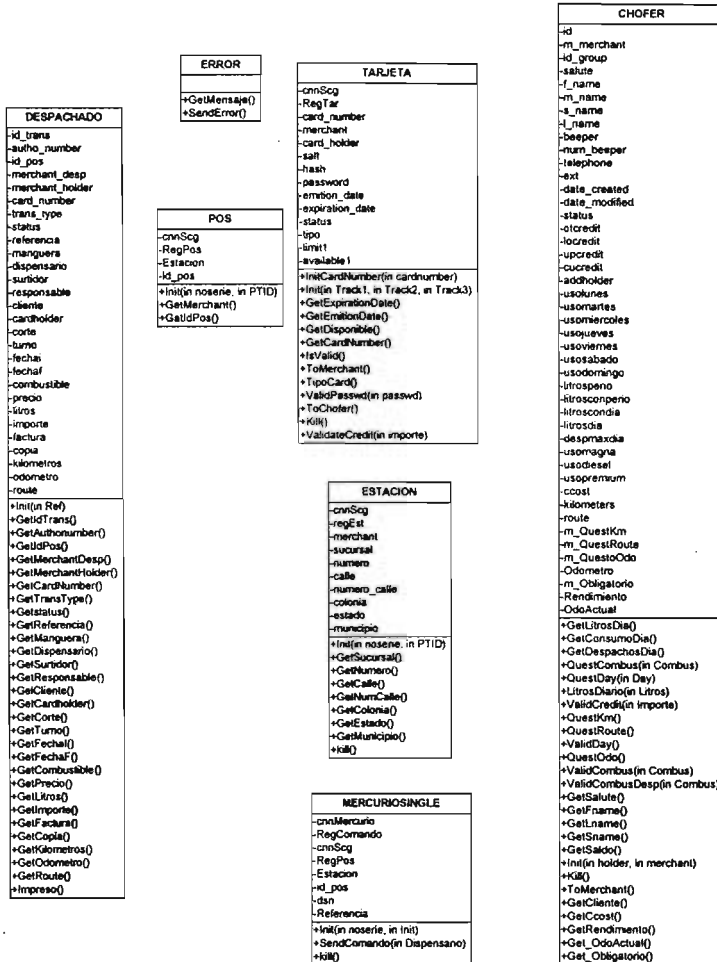 DESPACHADO
-id_trans
-autho_number
-id_pos
-merchant_desp
-merchant_holder
-card_number
-trans_type
-status
-referencia
-manguera
-dispensario
-surtidor
-responsable
-cliente
-cardholder
-corte
-turno
-fechai
-fechaf
-combustible
-precio
-litros
-importe
-factura
-copia
-kilometros
-odometro
-route
+Init(in Ref)
+GetIdTrans()
+GetAuthonumber()
+GetIdPos()
+GetMerchantDesp()
+GetMerchantHolder()
+GetCardNumber()
+GetTransType()
+Getstatus()
+GetReferencia()
+GetManguera()
+GetDispensario()
+GetSurtidor()
+GetResponsable()
+GetCliente()
+GetCardholder()
+GetCorte()
+GetTurno()
+GetFechaI()
+GetFechaF()
+GetCombustible()
+GetPrecio()
+GetLitros()
+GetImporte()
+GetFactura()
+GetCopia()
+GetKilometros()
+GetOdometro()
+GetRoute()
+Impreso()
ERROR
+GetMensaje()
+SendError()
POS
-cnnScg
-RegPos
-Estacion
-id_pos
+Init(in noserie, in PTID)
+GetMerchant()
+GetIdPos()
TARJETA
-cnnScg
-RegTar
-card_number
-merchant
-card_holder
-salt
-hash
-password
-emition_date
-expiration_date
-status
-tipo
-limit1
-available1
+InitCardNumber(in cardnumber)
+Init(in Track1, in Track2, in Track3)
+GetExpirationDate()
+GetEmitionDate()
+GetDisponible()
+GetCardNumber()
+IsValid()
+ToMerchant()
+TipoCard()
+ValidPasswd(in passwd)
+ToChofer()
+Kill()
+ValidateCredit(in importe)
ESTACION
-cnnScg
-regEst
-merchant
-sucursal
-numero
-calle
-numero_calle
-colonia
-estado
-municipio
+Init(in noserie, in PTID)
+GetSucursal()
+GetNumero()
+GetCalle()
+GetNumCalle()
+GetColonia()
+GetEstado()
+GetMunicipio()
+kill()
MERCURIOSINGLE
-cnnMercurio
-RegComando
-cnnScg
-RegPos
-Estacion
-id_pos
-dsn
-Referencia
+Init(in noserie, in Init)
+SendComando(in Dispensario)
+kill()
CHOFER
-id
-m_merchant
-id_group
-salute
-f_name
-m_name
-s_name
-l_name
-beeper
-num_beeper
-telephone
-ext
-date_created
-date_modified
-status
-otcredit
-locredit
-upcredit
-cucredit
-addholder
-usolunes
-usomartes
-usomiercoles
-usojueves
-usoviernes
-usosabado
-usodomingo
-litrosperio
-litrosconperio
-litroscondia
-litrosdia
-despmaxdia
-usomagna
-usodiesel
-usopremium
-ccost
-kilometers
-route
-m_QuestKm
-m_QuestRoute
-m_QuestoOdo
-Odometro
-m_Obligatorio
-Rendimiento
-OdoActual
+GetLitrosDia()
+GetConsumoDia()
+GetDespachosDia()
+QuestCombus(in Combus)
+QuestDay(in Day)
+LitrosDiario(in Litros)
+ValidCredit(in Importe)
+QuestKm()
+QuestRoute()
+ValidDay()
+QuestOdo()
+ValidCombus(in Combus)
+ValidCombusDesp(in Combus)
+GetSalute()
+GetFname()
+GetLname()
+GetSname()
+GetSaldo()
+Init(in holder, in merchant)
+Kill()
+ToMerchant()
+GetCliente()
+GetCcost()
+GetRendimiento()
+Get_OdoActual()
+Get_Obligatorio()